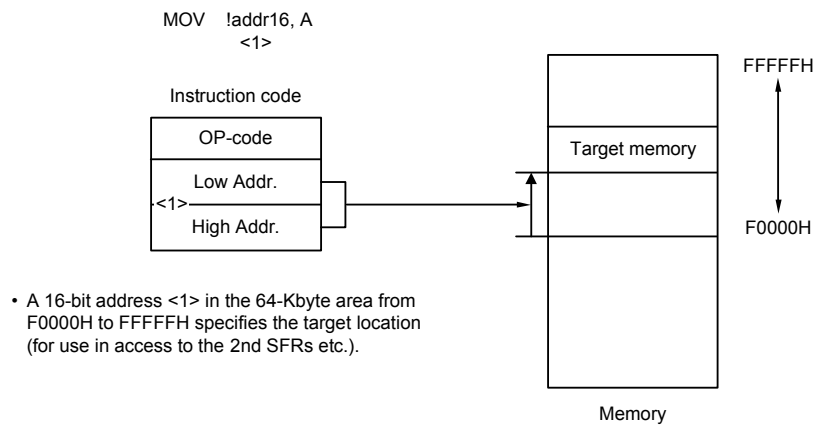 MOV !addr16, A
<1>
Instruction code
OP-code
Low Addr.
<1>
High Addr.
FFFFFH
Target memory
F0000H
Memory
• A 16-bit address <1> in the 64-Kbyte area from
F0000H to FFFFFH specifies the target location
(for use in access to the 2nd SFRs etc.).